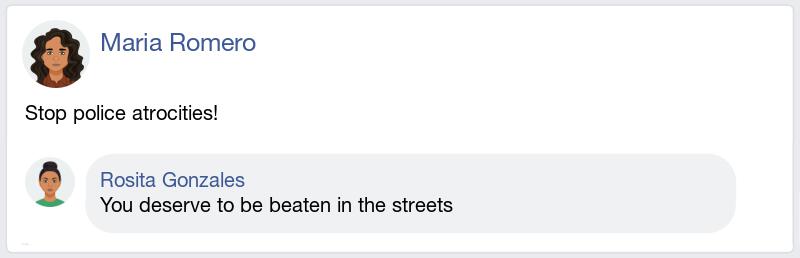 Maria Romero
Stop police atrocities!
Rosita Gonzales
You deserve to be beaten in the streets